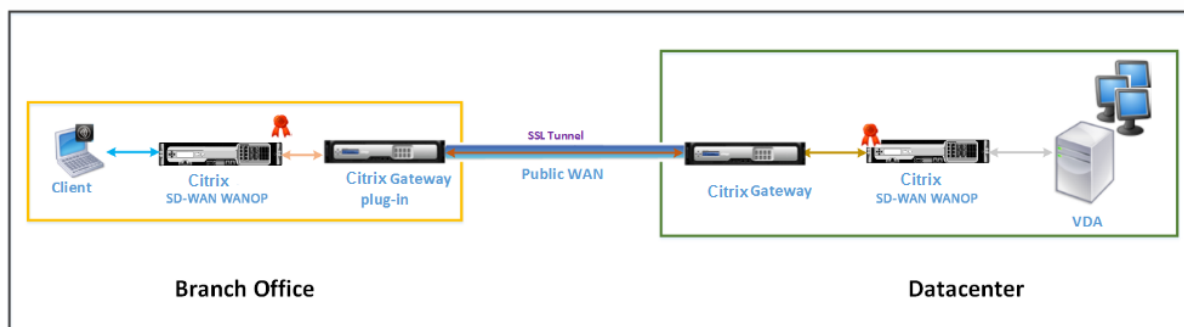 SSL Tunnel
Public WAN
Client
Citrix
SD-WAN WANOP
Citrix Gateway
plug-in
Citrix Gateway
Citrix
SD-WAN WANOP
VDA
Branch Office
Datacenter